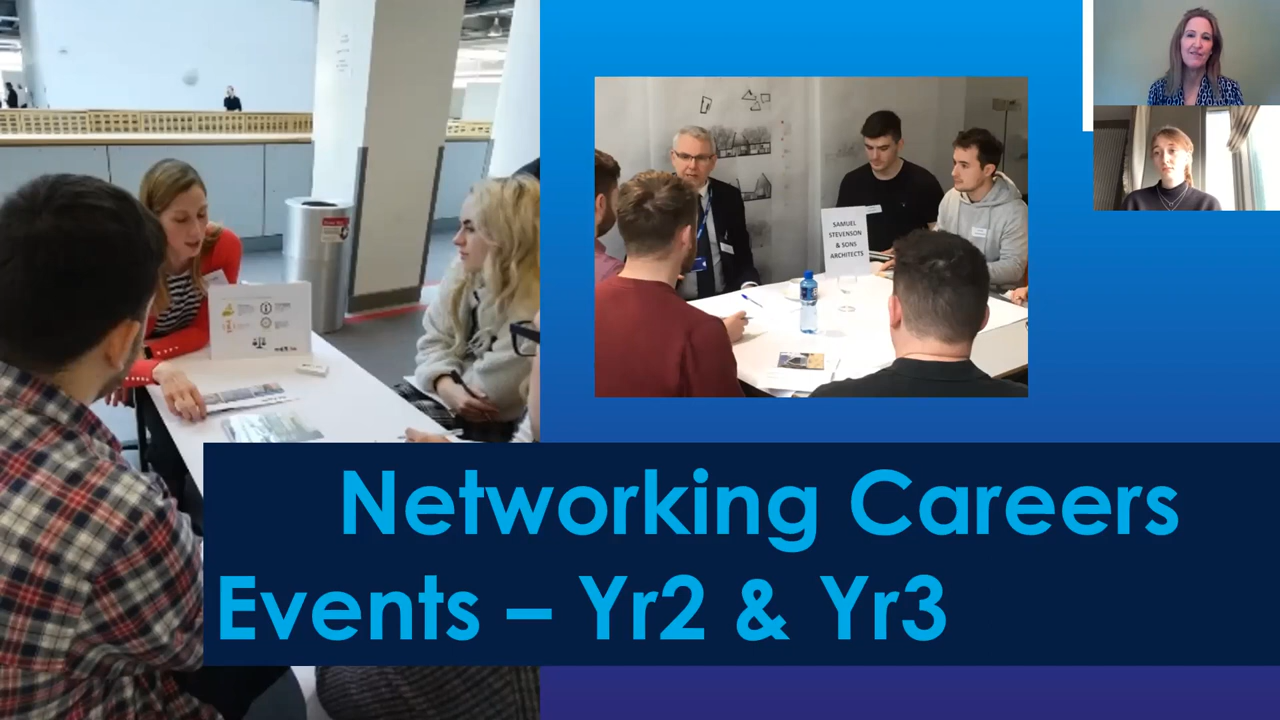 SAMUEL
STEVENSON
& SONS
ARCHITECTS
Networking Careers
Events – Yr2 & Yr3